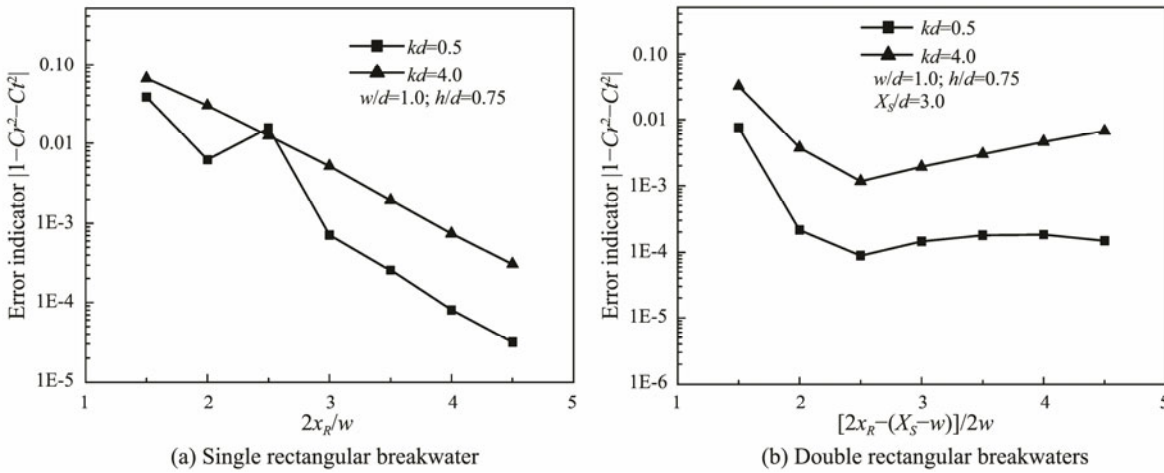 Error indicator |1−Cr²−Ct²|
0.10
0.01
1E-3
1E-4
1E-5
kd=0.5
kd=4.0
w/d=1.0; h/d=0.75
1
2
3
4
5
2x_R/w
(a) Single rectangular breakwater
Error indicator |1−Cr²−Ct²|
0.10
0.01
1E-3
1E-4
1E-5
1E-6
kd=0.5
kd=4.0
w/d=1.0; h/d=0.75
X_S/d=3.0
1
2
3
4
5
[2x_R−(X_S−w)]/2w
(b) Double rectangular breakwaters